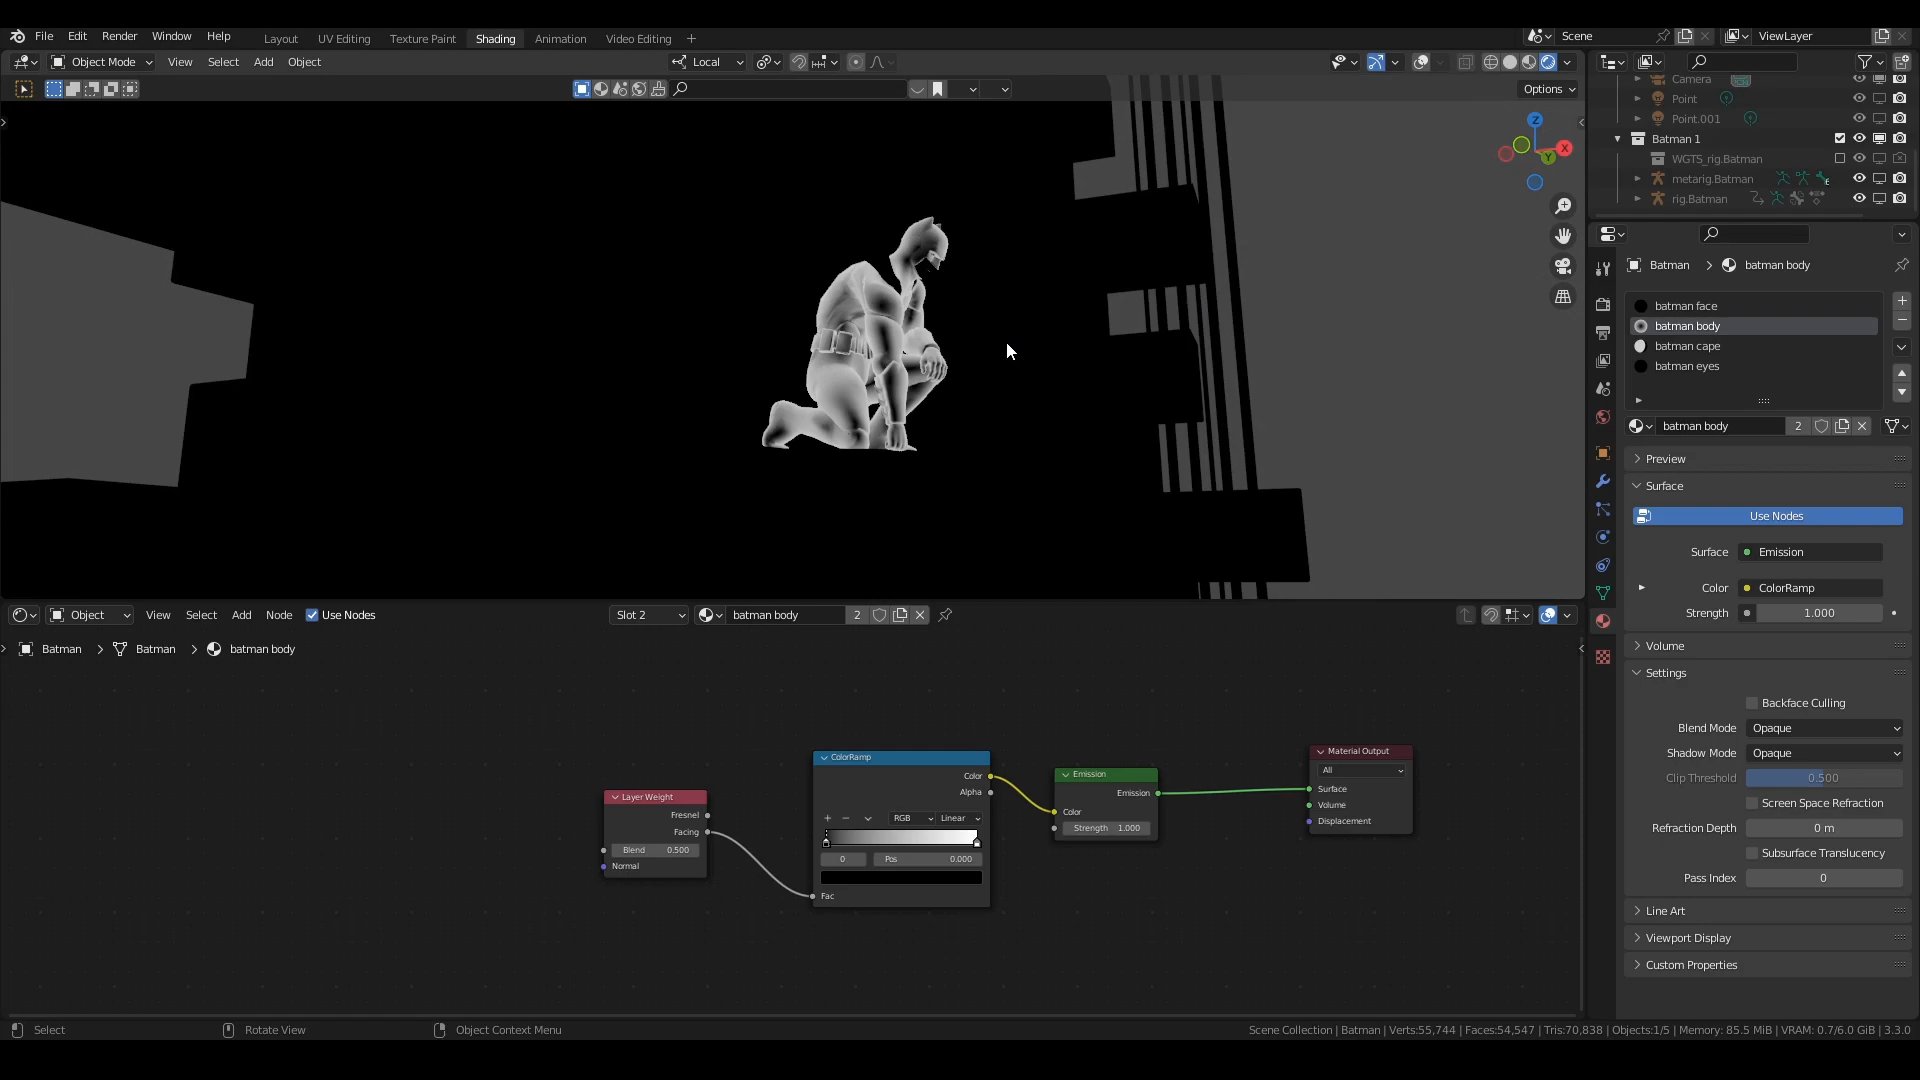 File Edit Render Window Help Layout UV Editing Texture Paint Shading Animation Video Editing Scene ViewLayer
Object Mode View Select Add Object Local
Options
Camera
Point
Point.001
Batman 1
WGTS_rig.Batman
metarig.Batman
rig.Batman
Z
X
Y
Batman > batman body
batman face
batman body
batman cape
batman eyes
batman body 2
Preview
Surface
Use Nodes
Surface Emission
Color ColorRamp
Strength 1.000
Volume
Settings
Backface Culling
Blend Mode Opaque
Shadow Mode Opaque
Clip Threshold 0.500
Screen Space Refraction
Refraction Depth 0 m
Subsurface Translucency
Pass Index 0
Line Art
Viewport Display
Custom Properties
Object View Select Add Node Use Nodes Slot 2 batman body 2
Batman > Batman > batman body
Layer Weight
Fresnel
Facing
Blend 0.500
Normal
ColorRamp
Color
Alpha
RGB Linear
0 Pos 0.000
Fac
Emission
Emission
Color
Strength 1.000
Material Output
All
Surface
Volume
Displacement
Select Rotate View Object Context Menu Scene Collection | Batman | Verts:55,744 | Faces:54,547 | Tris:70,838 | Objects:1/5 | Memory: 85.5 MiB | VRAM: 0.7/6.0 GiB | 3.3.0